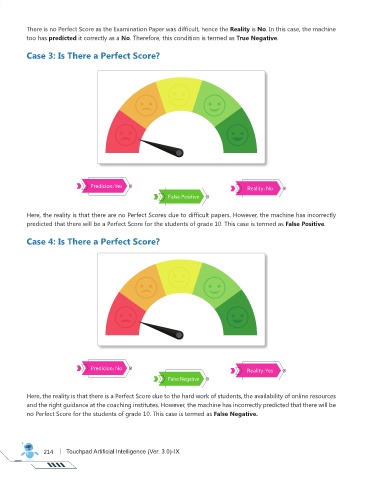 There is no Perfect Score as the Examination Paper was difficult, hence the Reality is No. In this case, the machine
too has predicted it correctly as a No. Therefore, this condition is termed as True Negative.
Case 3: Is There a Perfect Score?
Prediction: Yes
Reality: No
False Positive
Here, the reality is that there are no Perfect Scores due to difficult papers. However, the machine has incorrectly
predicted that there will be a Perfect Score for the students of grade 10. This case is termed as False Positive.
Case 4: Is There a Perfect Score?
Prediction: No
Reality: Yes
False Negative
Here, the reality is that there is a Perfect Score due to the hard work of students, the availability of online resources
and the right guidance at the coaching institutes. However, the machine has incorrectly predicted that there will be
no Perfect Score for the students of grade 10. This case is termed as False Negative.
214 | Touchpad Artificial Intelligence (Ver. 3.0)-IX